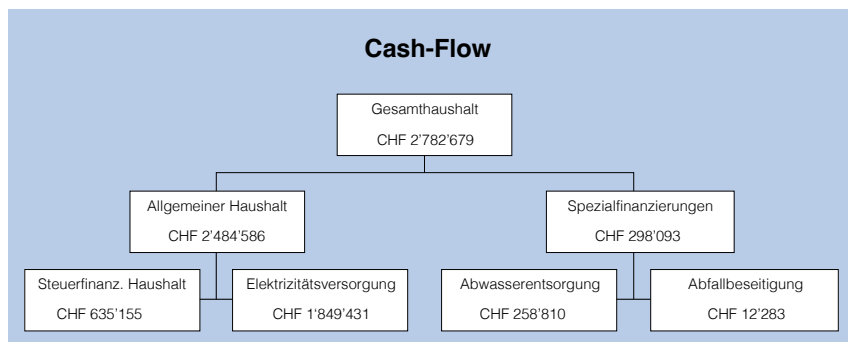 Cash-Flow
Gesamthaushalt
CHF 2’782’679
Allgemeiner Haushalt
CHF 2’484’586
Spezialfinanzierungen
CHF 298’093
Steuerfinanz. Haushalt
CHF 635’155
Elektrizitätsversorgung
CHF 1‘849’431
Abwasserentsorgung
CHF 258’810
Abfallbeseitigung
CHF 12’283